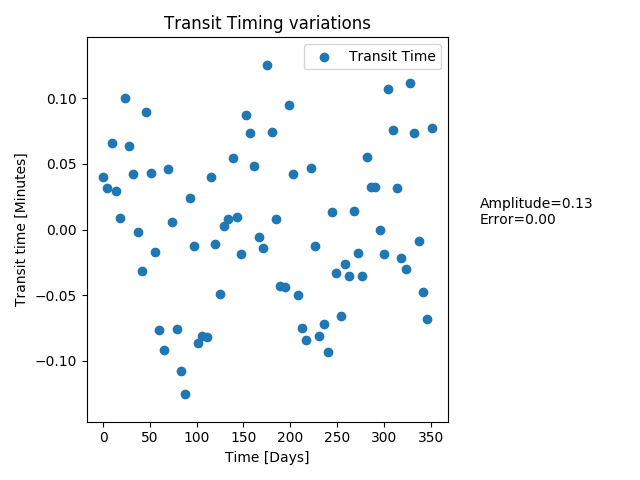 Transit Timing variations
Transit Time
0.10
0.05
0.00
−0.05
−0.10
Transit time [Minutes]
0 50 100 150 200 250 300 350
Time [Days]
Amplitude=0.13
Error=0.00